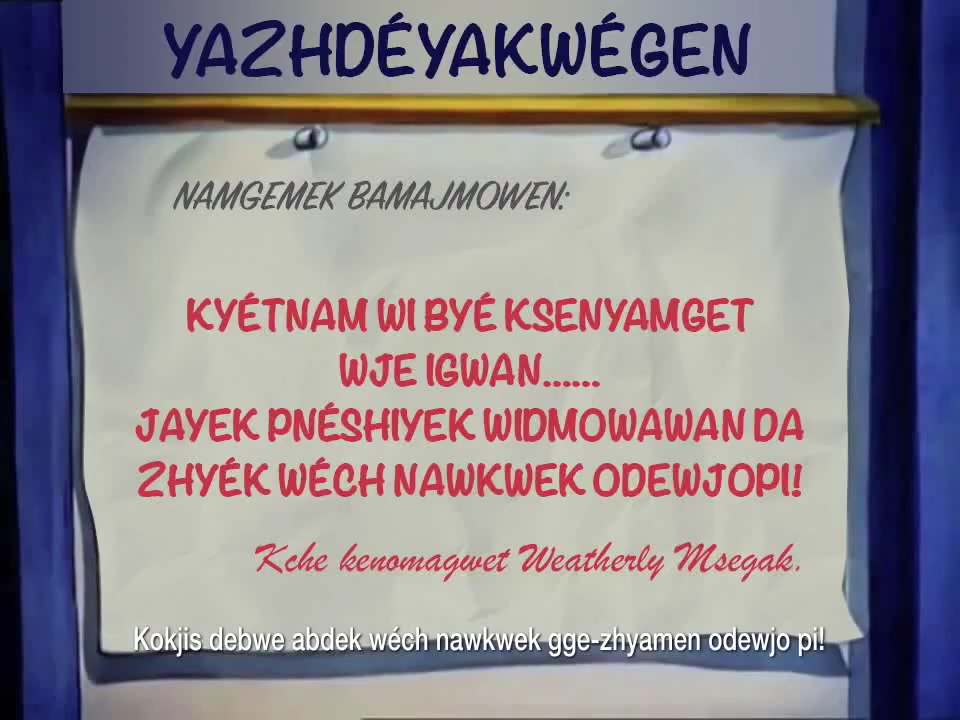 YAZHDÉYAKWÉGEN
NAMGEMEK BAMAJMOWEN:
KYÉTNAM WI BYÉ KSENYAMGET
WJE IGWAN......
JAYEK PNÉSHIYEK WIDMOWAWAN DA
ZHYÉK WÉCH NAWKWEK ODEWJOPI!
Kche kenomagwet Weatherly Msegak.
Kokjis debwe abdek wéch nawkwek gge-zhyamen odewjo pi!